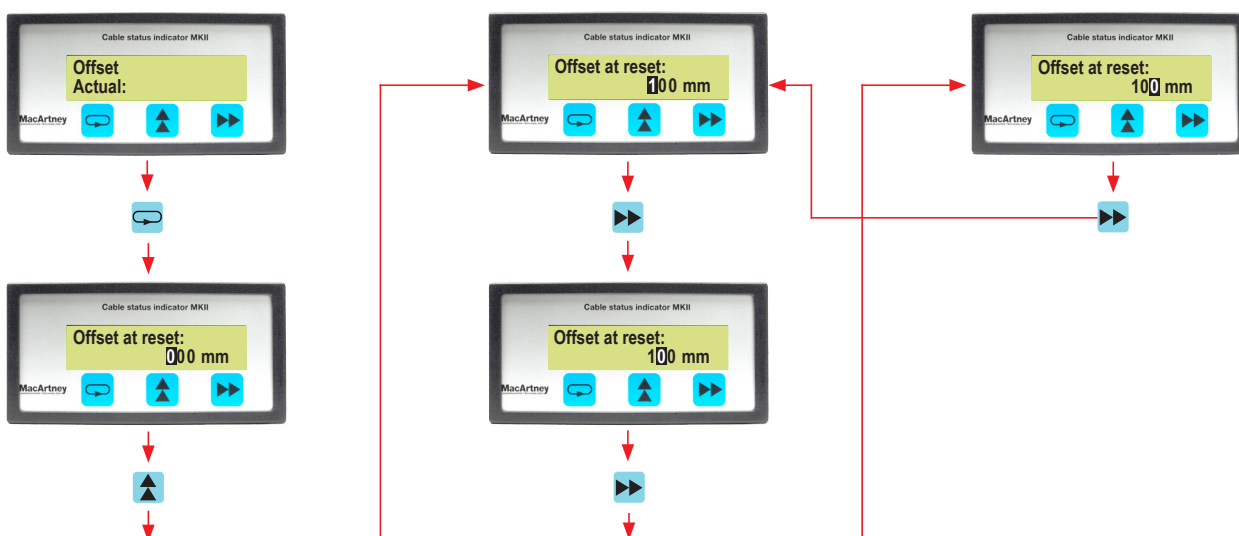 Cable status indicator MKII
Offset
Actual:
MacArtney
Cable status indicator MKII
Offset at reset:
000 mm
MacArtney
Cable status indicator MKII
Offset at reset:
100 mm
MacArtney
Cable status indicator MKII
Offset at reset:
100 mm
MacArtney
Cable status indicator MKII
Offset at reset:
100 mm
MacArtney